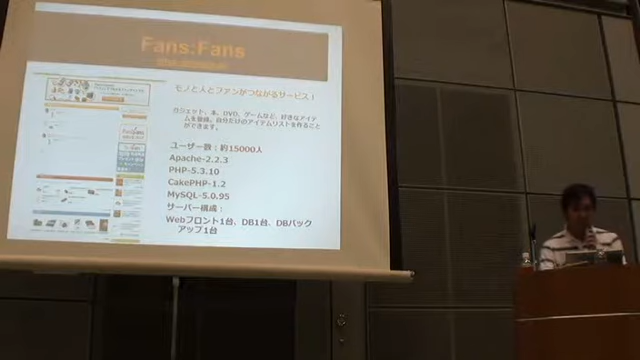 Fans:Fans
モノと人とファンがつながるサービス！
ガジェット、本、DVD、ゲームなど、好きなアイテ
ムを登録。自分だけのアイテムリストを作ること
ができます。
ユーザー数：約15000人
Apache-2.2.3
PHP-5.3.10
CakePHP-1.2
MySQL-5.0.95
サーバー構成：
Webフロント1台、DB1台、DBバック
アップ1台